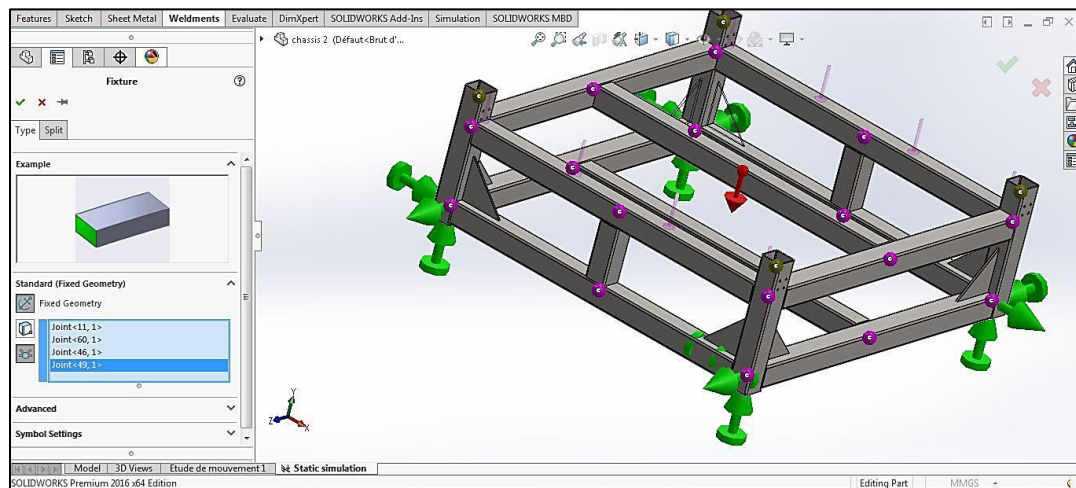 Features Sketch Sheet Metal Weldments Evaluate DimXpert SOLIDWORKS Add-Ins Simulation SOLIDWORKS MBD
chassis 2 (Défaut<Brut d'...
Fixture
Type Split
Example
Standard (Fixed Geometry)
Fixed Geometry
Joint<11, 1>
Joint<60, 1>
Joint<46, 1>
Joint<49, 1>
Advanced
Symbol Settings
Y
Z X
Model 3D Views Etude de mouvement 1 Static simulation
SOLIDWORKS Premium 2016 x64 Edition Editing Part MMGS